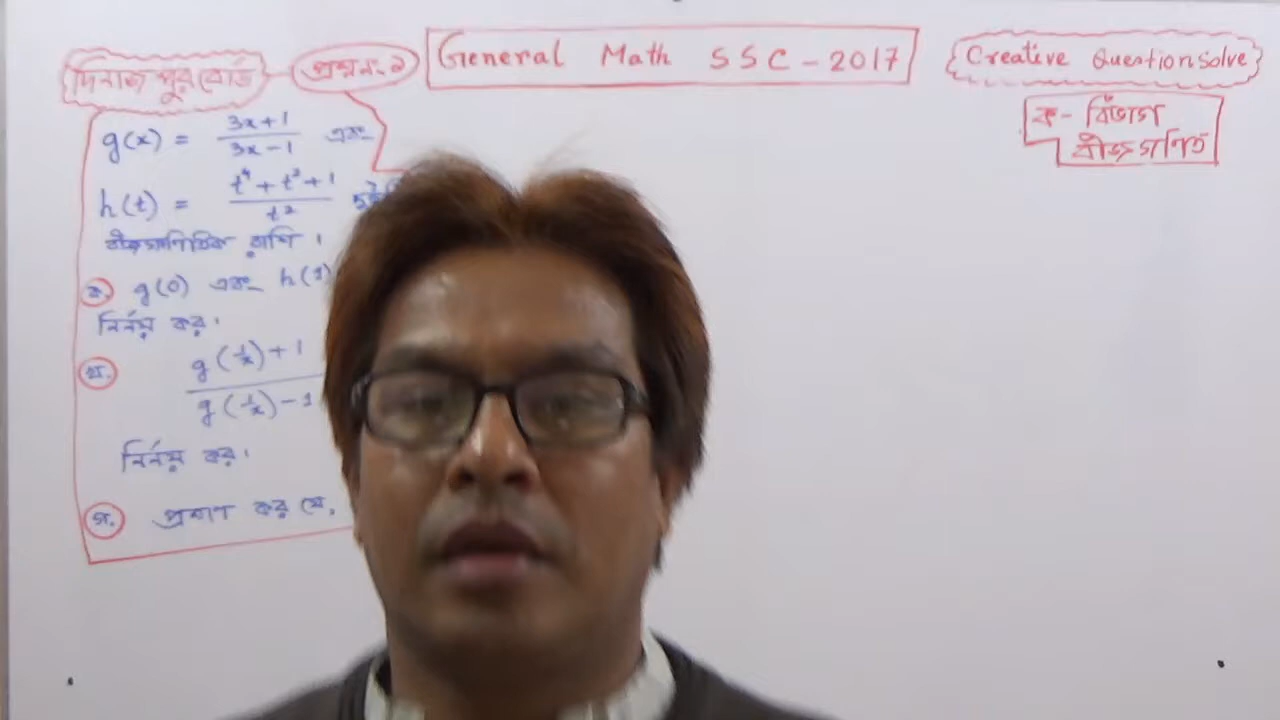 দিনাজপুর বোর্ড
প্রশ্ন নং-১
General Math SSC-2017
Creative Question Solve
ক- বিভাগ
বীজগণিত
g(x) = (3x+1)/(3x-1) এবং
h(t) = (t⁴+t²+1)/t²
বীজগাণিতিক রাশি।
ক. g(0) এবং h(1)
নির্ণয় কর।
খ. (g(1/x)+1)/(g(1/x)-1)
নির্ণয় কর।
গ. প্রমাণ কর যে,